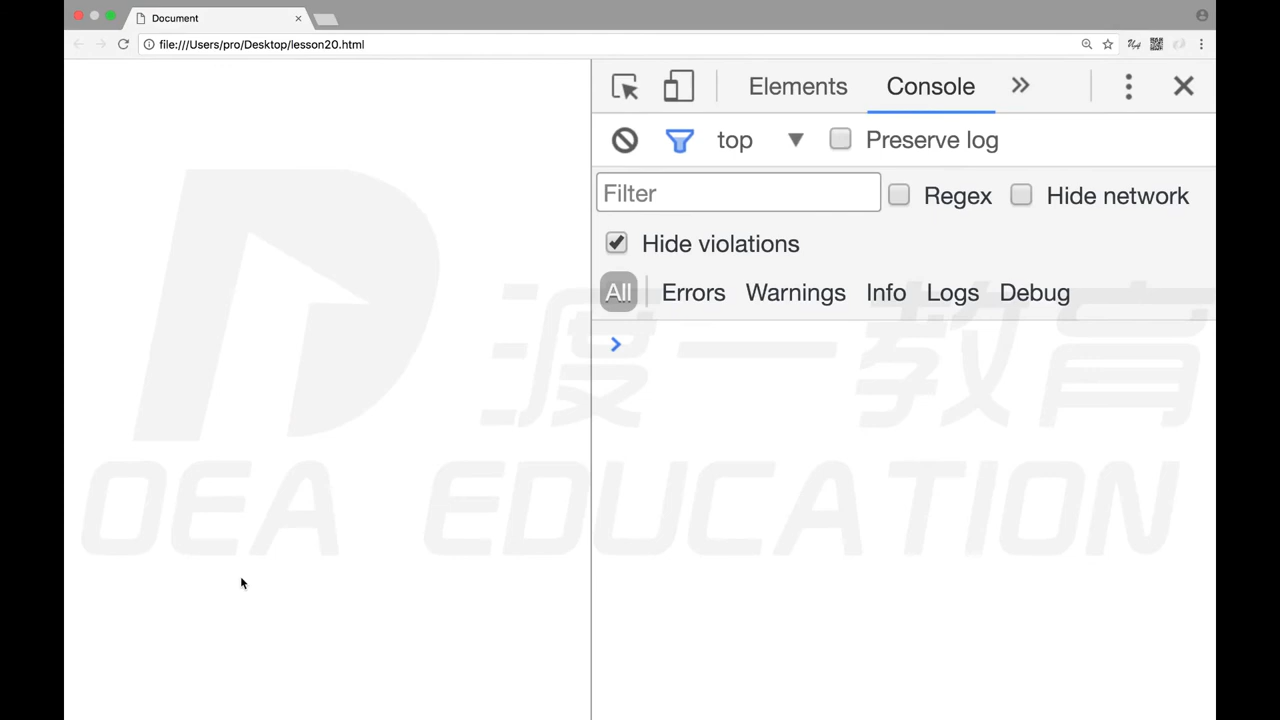 Document
file:///Users/pro/Desktop/lesson20.html
Elements Console
top Preserve log
Filter Regex Hide network
Hide violations
All Errors Warnings Info Logs Debug
渡一教育
OEA EDUCATION